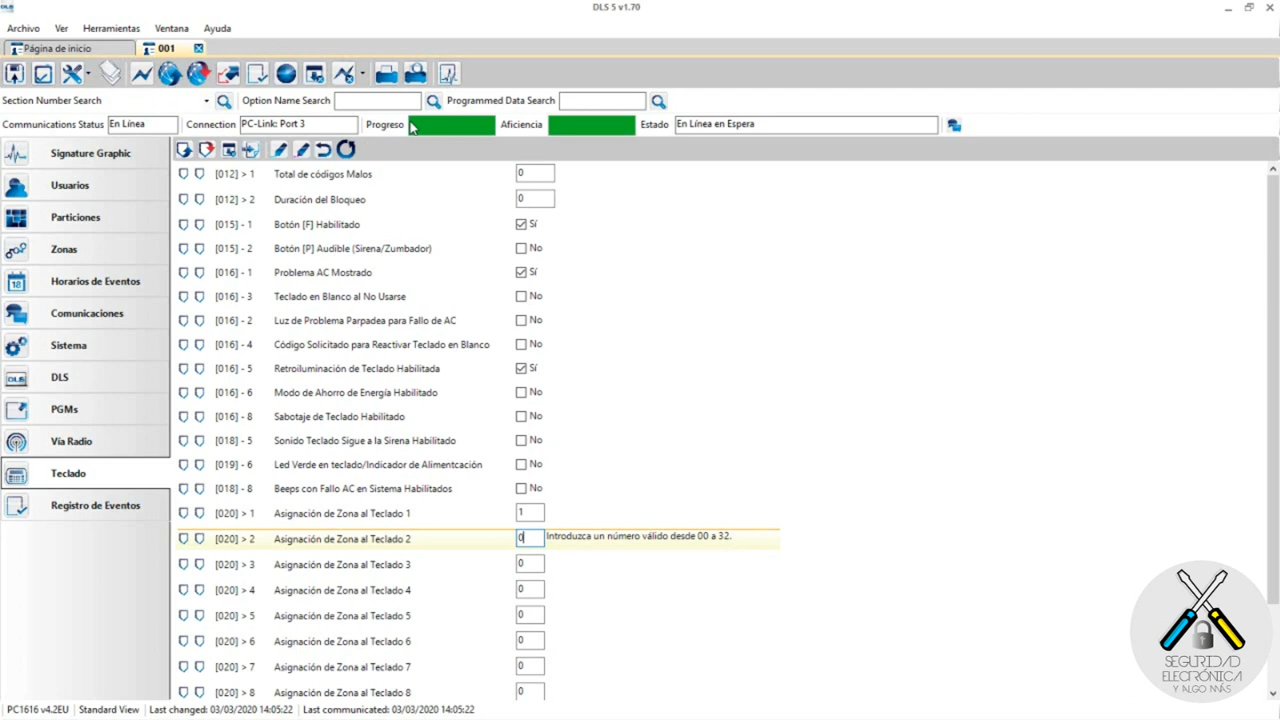 DLS
DLS 5 v1.70
Archivo Ver Herramientas Ventana Ayuda
Página de inicio 001
Section Number Search Option Name Search Programmed Data Search
Communications Status En Línea Connection PC-Link: Port 3 Progreso Aficiencia Estado En Línea en Espera
Signature Graphic
Usuarios
Particiones
Zonas
18 Horarios de Eventos
Comunicaciones
Sistema
DLS DLS
PGMs
Vía Radio
Teclado
Registro de Eventos
[012] > 1 Total de códigos Malos 0
[012] > 2 Duración del Bloqueo 0
[015] - 1 Botón [F] Habilitado Sí
[015] - 2 Botón [P] Audible (Sirena/Zumbador) No
[016] - 1 Problema AC Mostrado Sí
[016] - 3 Teclado en Blanco al No Usarse No
[016] - 2 Luz de Problema Parpadea para Fallo de AC No
[016] - 4 Código Solicitado para Reactivar Teclado en Blanco No
[016] - 5 Retroiluminación de Teclado Habilitada Sí
[016] - 6 Modo de Ahorro de Energía Habilitado No
[016] - 8 Sabotaje de Teclado Habilitado No
[018] - 5 Sonido Teclado Sigue a la Sirena Habilitado No
[019] - 6 Led Verde en teclado/Indicador de Alimentcación No
[018] - 8 Beeps con Fallo AC en Sistema Habilitados No
[020] > 1 Asignación de Zona al Teclado 1 1
[020] > 2 Asignación de Zona al Teclado 2 0 Introduzca un número válido desde 00 a 32.
[020] > 3 Asignación de Zona al Teclado 3 0
[020] > 4 Asignación de Zona al Teclado 4 0
[020] > 5 Asignación de Zona al Teclado 5 0
[020] > 6 Asignación de Zona al Teclado 6 0
[020] > 7 Asignación de Zona al Teclado 7 0
[020] > 8 Asignación de Zona al Teclado 8 0
SEGURIDAD
ELECTRÓNICA
Y ALGO MÁS
PC1616 v4.2EU Standard View Last changed: 03/03/2020 14:05:22 Last communicated: 03/03/2020 14:05:22